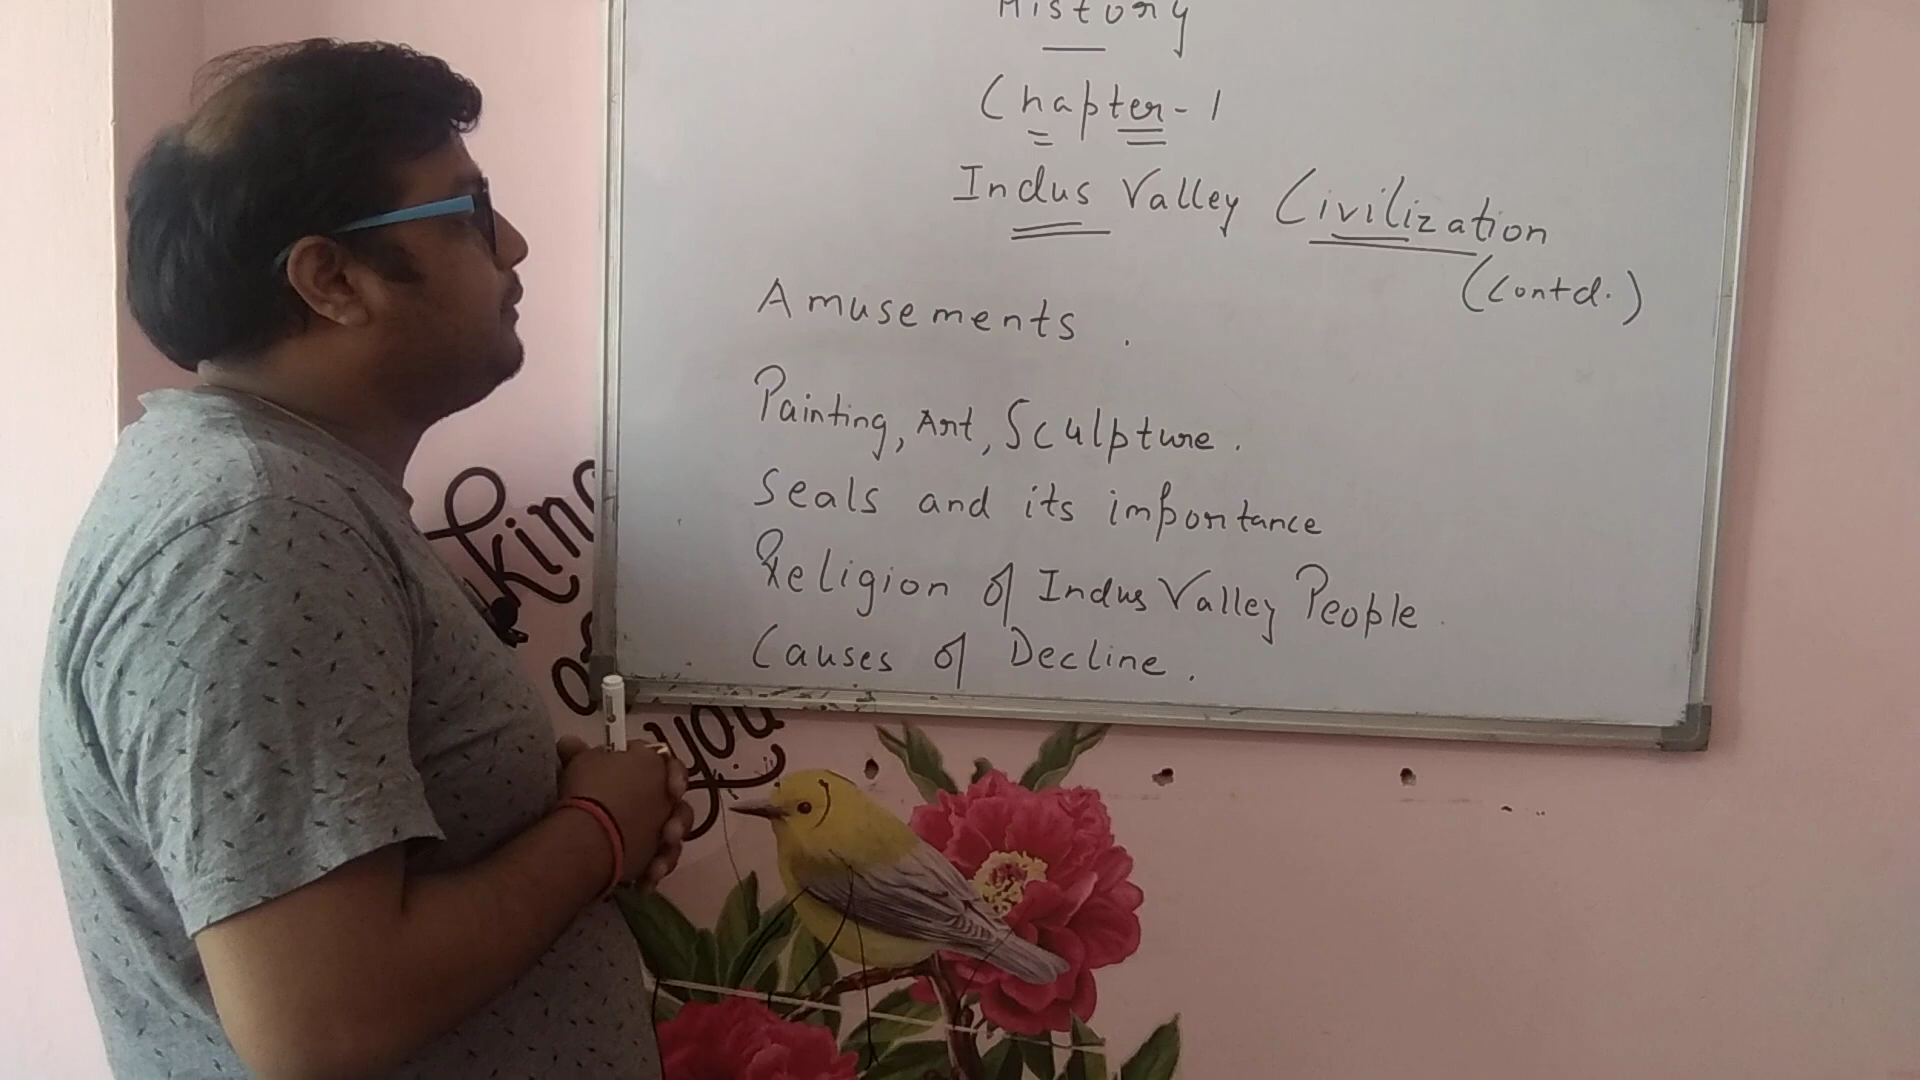 History
Chapter-1
Indus Valley Civilization
(Contd.)
Amusements.
Painting, Art, Sculpture.
Seals and its importance
Religion of Indus Valley People
Causes of Decline.
you